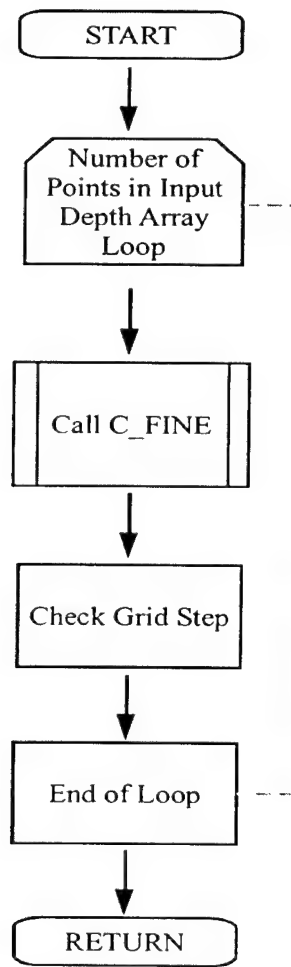 START
Number of
Points in Input
Depth Array
Loop
Call C_FINE
Check Grid Step
End of Loop
RETURN